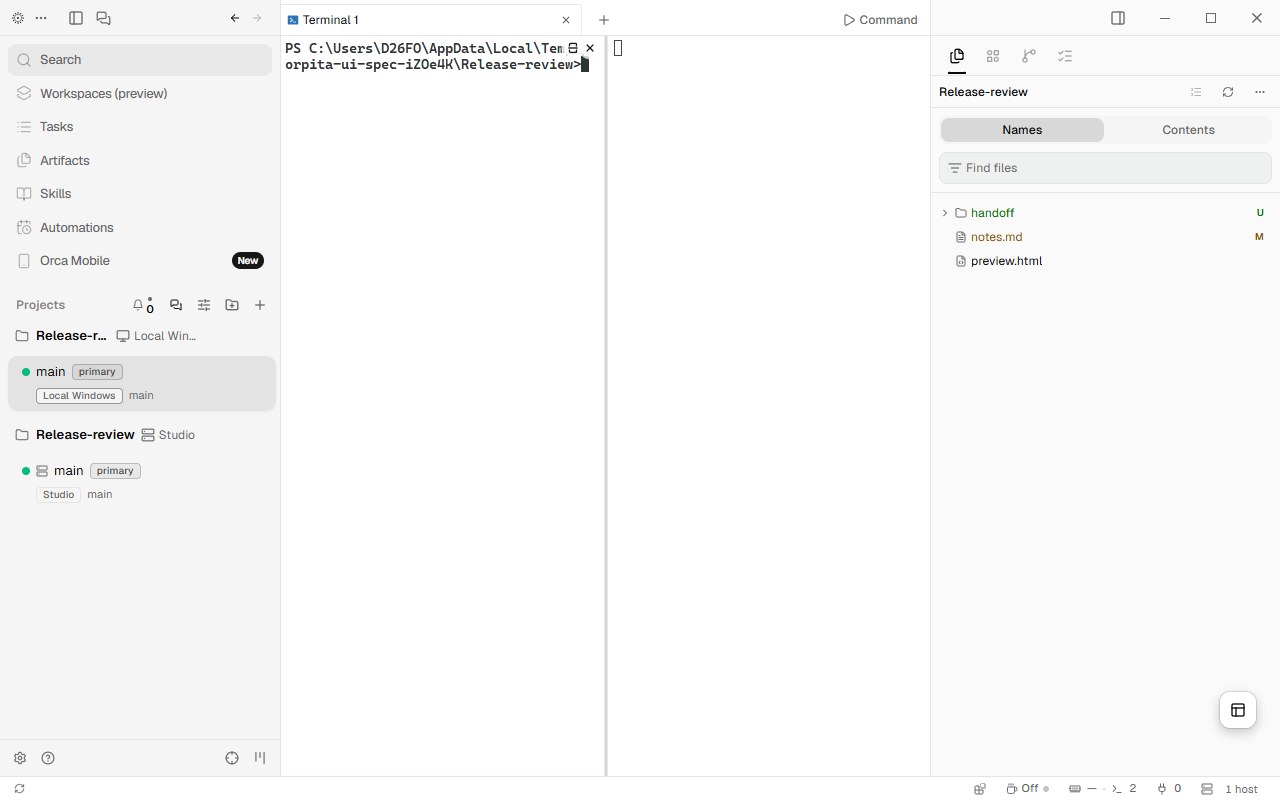 Terminal 1
Command
Search
Workspaces (preview)
Tasks
Artifacts
Skills
Automations
Orca Mobile
New
Projects
0
Release-r...
Local Win...
main
primary
Local Windows
main
Release-review
Studio
main
primary
Studio
main
PS C:\Users\D26FO\AppData\Local\Tem
orpita-ui-spec-iZOe4K\Release-review>
Release-review
Names
Contents
Find files
handoff
U
notes.md
M
preview.html
Off
2
0
1 host